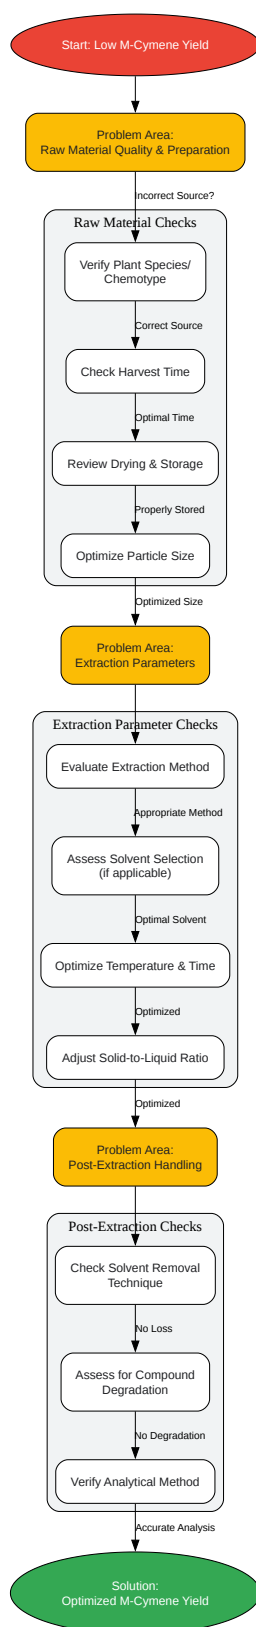 Start: Low M-Cymene Yield
Problem Area:
Raw Material Quality & Preparation
Incorrect Source?
Raw Material Checks
Verify Plant Species/
Chemotype
Correct Source
Check Harvest Time
Optimal Time
Review Drying & Storage
Properly Stored
Optimize Particle Size
Optimized Size
Problem Area:
Extraction Parameters
Extraction Parameter Checks
Evaluate Extraction Method
Appropriate Method
Assess Solvent Selection
(if applicable)
Optimal Solvent
Optimize Temperature & Time
Optimized
Adjust Solid-to-Liquid Ratio
Optimized
Problem Area:
Post-Extraction Handling
Post-Extraction Checks
Check Solvent Removal
Technique
No Loss
Assess for Compound
Degradation
No Degradation
Verify Analytical Method
Accurate Analysis
Solution:
Optimized M-Cymene Yield